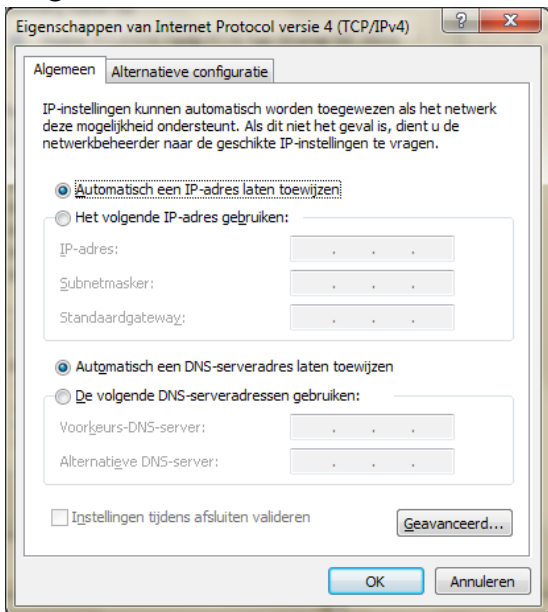 Eigenschappen van Internet Protocol versie 4 (TCP/IPv4)
Algemeen
Alternatieve configuratie
IP-instellingen kunnen automatisch worden toegewezen als het netwerk
deze mogelijkheid ondersteunt. Als dit niet het geval is, dient u de
netwerkbeheerder naar de geschikte IP-instellingen te vragen.
Automatisch een IP-adres laten toewijzen
Het volgende IP-adres gebruiken:
IP-adres:
Subnetmasker:
Standaardgateway:
Automatisch een DNS-serveradres laten toewijzen
De volgende DNS-serveradressen gebruiken:
Voorkeurs-DNS-server:
Alternatieve DNS-server:
Instellingen tijdens afsluiten valideren
Geavanceerd...
OK
Annuleren